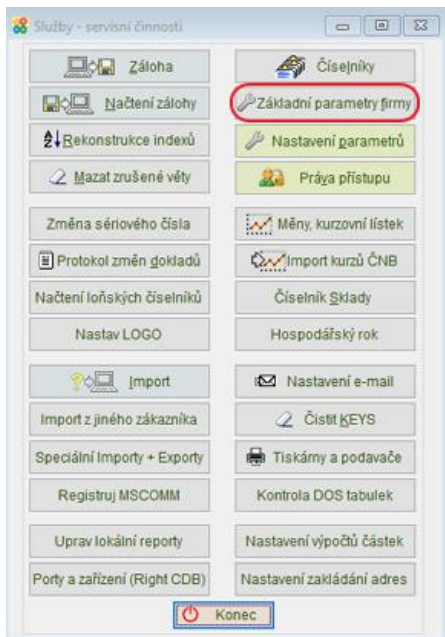 Služby - servisní činnosti
Záloha
Číselníky
Načtení zálohy
Základní parametry firmy
Rekonstrukce indexů
Nastavení parametrů
Mazat zrušené věty
Práva přístupu
Změna sériového čísla
Měny, kurzovní lístek
Protokol změn dokladů
Import kurzů ČNB
Načtení loňských číselníků
Číselník Sklady
Nastav LOGO
Hospodářský rok
Import
Nastavení e-mail
Import z jiného zákazníka
Čistit KEYS
Speciální Importy + Exporty
Tiskárny a podavače
Registruj MSCOMM
Kontrola DOS tabulek
Uprav lokální reporty
Nastavení výpočtů částek
Porty a zařízení (Right CDB)
Nastavení zakládání adres
Konec